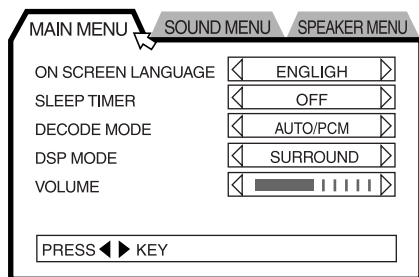 MAIN MENU SOUND MENU SPEAKER MENU
ON SCREEN LANGUAGE ENGLIGH
SLEEP TIMER OFF
DECODE MODE AUTO/PCM
DSP MODE SURROUND
VOLUME
PRESS ◀ ▶ KEY